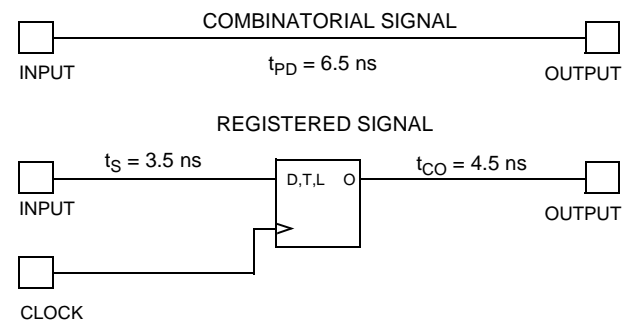 COMBINATORIAL SIGNAL
INPUT
tPD = 6.5 ns
OUTPUT
REGISTERED SIGNAL
tS = 3.5 ns
D,T,L O
tCO = 4.5 ns
INPUT
OUTPUT
CLOCK